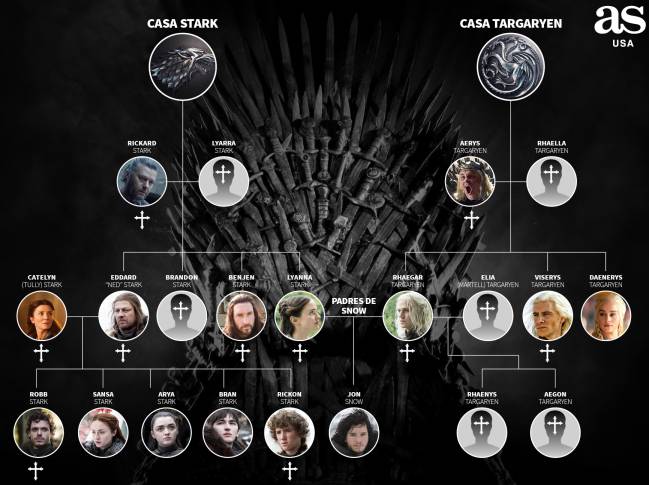 CASA STARK
CASA TARGARYEN
as
USA
RICKARD
STARK
LYARRA
STARK
AERYS
TARGARYEN
RHAELLA
TARGARYEN
CATELYN
(TULLY) STARK
EDDARD
"NED" STARK
BRANDON
STARK
BENJEN
STARK
LYANNA
STARK
PADRES DE
SNOW
RHAEGAR
TARGARYEN
ELIA
(MARTELL) TARGARYEN
VISERYS
TARGARYEN
DAENERYS
TARGARYEN
ROBB
STARK
SANSA
STARK
ARYA
STARK
BRAN
STARK
RICKON
STARK
JON
SNOW
RHAENYS
TARGARYEN
AEGON
TARGARYEN